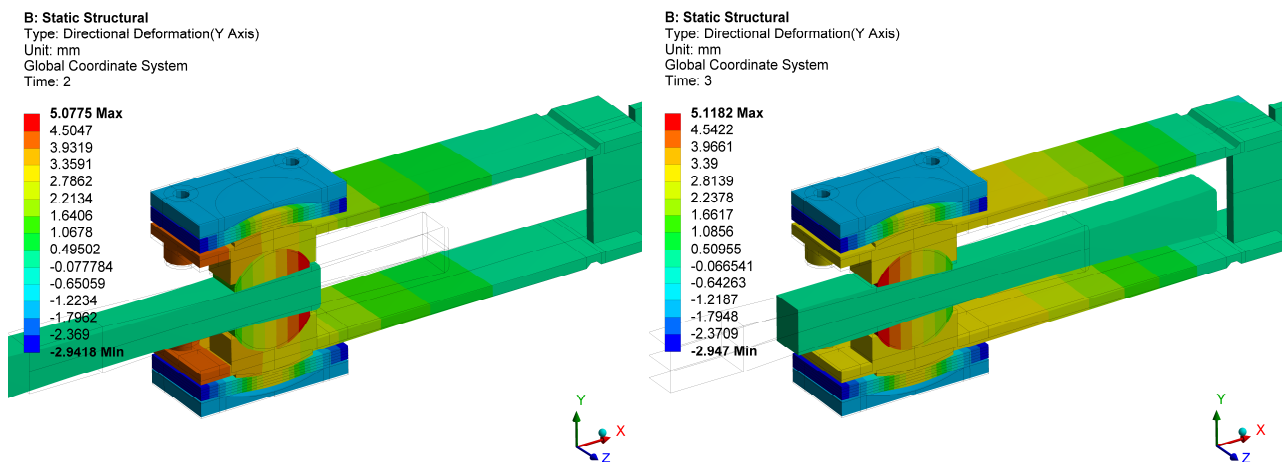 B: Static Structural
Type: Directional Deformation(Y Axis)
Unit: mm
Global Coordinate System
Time: 2
5.0775 Max
4.5047
3.9319
3.3591
2.7862
2.2134
1.6406
1.0678
0.49502
-0.077784
-0.65059
-1.2234
-1.7962
-2.369
-2.9418 Min
Y
X
Z
B: Static Structural
Type: Directional Deformation(Y Axis)
Unit: mm
Global Coordinate System
Time: 3
5.1182 Max
4.5422
3.9661
3.39
2.8139
2.2378
1.6617
1.0856
0.50955
-0.066541
-0.64263
-1.2187
-1.7948
-2.3709
-2.947 Min
Y
X
Z